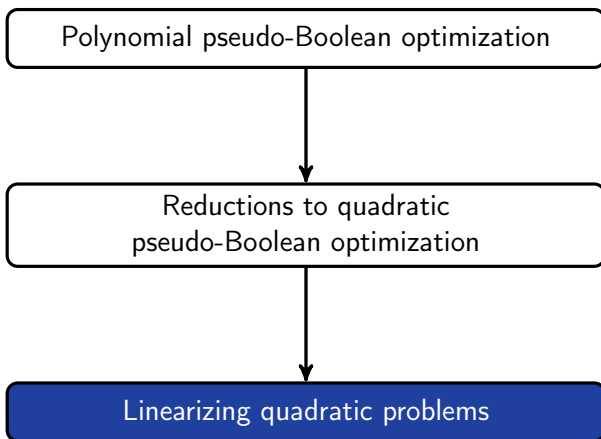 Polynomial pseudo-Boolean optimization
Reductions to quadratic
pseudo-Boolean optimization
Linearizing quadratic problems